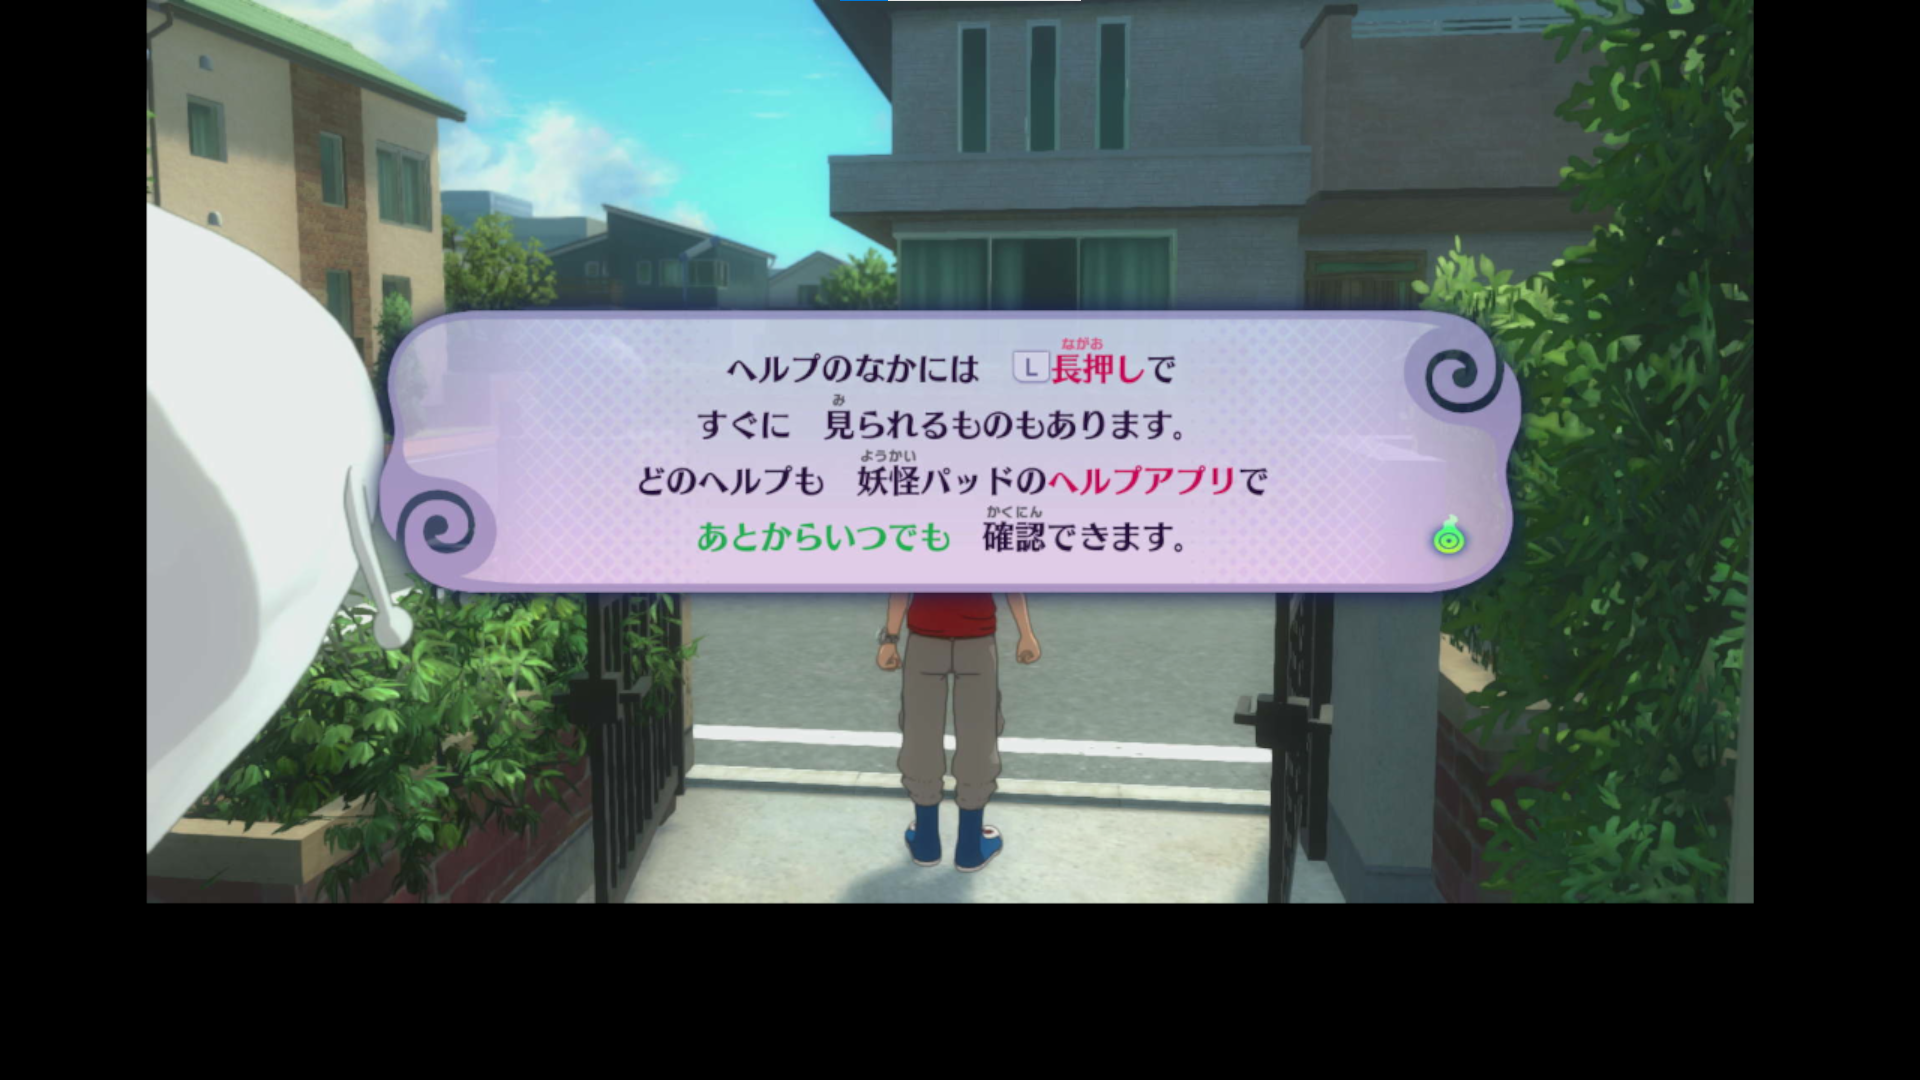 ヘルプのなかには　L長押しで
すぐに　見られるものもあります。
どのヘルプも　妖怪パッドのヘルプアプリで
あとからいつでも　確認できます。